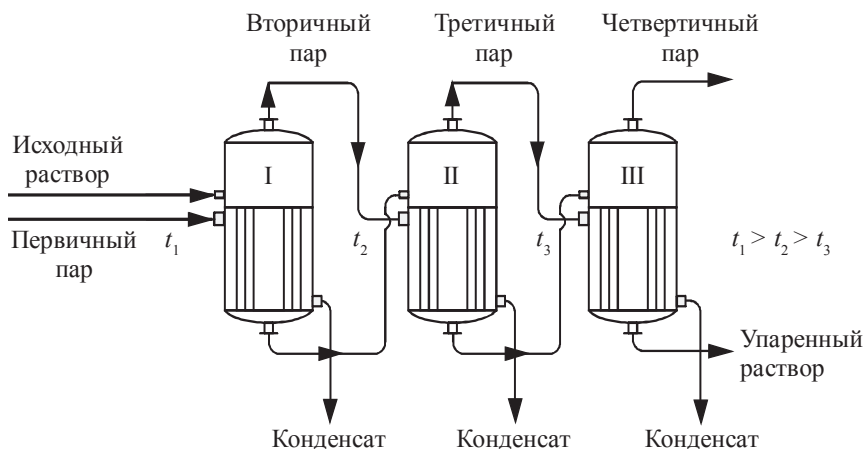 Вторичный
пар
Третичный
пар
Четвертичный
пар
Исходный
раствор
I
II
III
Первичный
пар
t₁
t₂
t₃
t₁ > t₂ > t₃
Упаренный
раствор
Конденсат
Конденсат
Конденсат